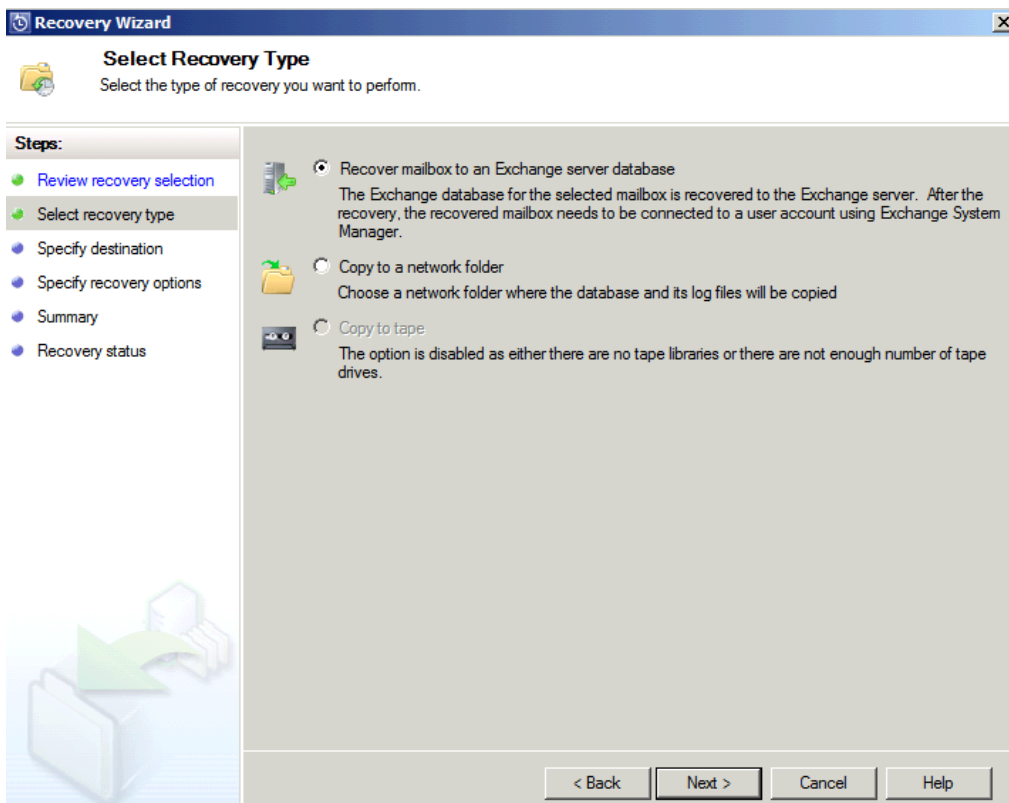 Recovery Wizard
Select Recovery Type
Select the type of recovery you want to perform.
Steps:
Review recovery selection
Select recovery type
Specify destination
Specify recovery options
Summary
Recovery status
Recover mailbox to an Exchange server database
The Exchange database for the selected mailbox is recovered to the Exchange server. After the
recovery, the recovered mailbox needs to be connected to a user account using Exchange System
Manager.
Copy to a network folder
Choose a network folder where the database and its log files will be copied
Copy to tape
The option is disabled as either there are no tape libraries or there are not enough number of tape
drives.
< Back
Next >
Cancel
Help